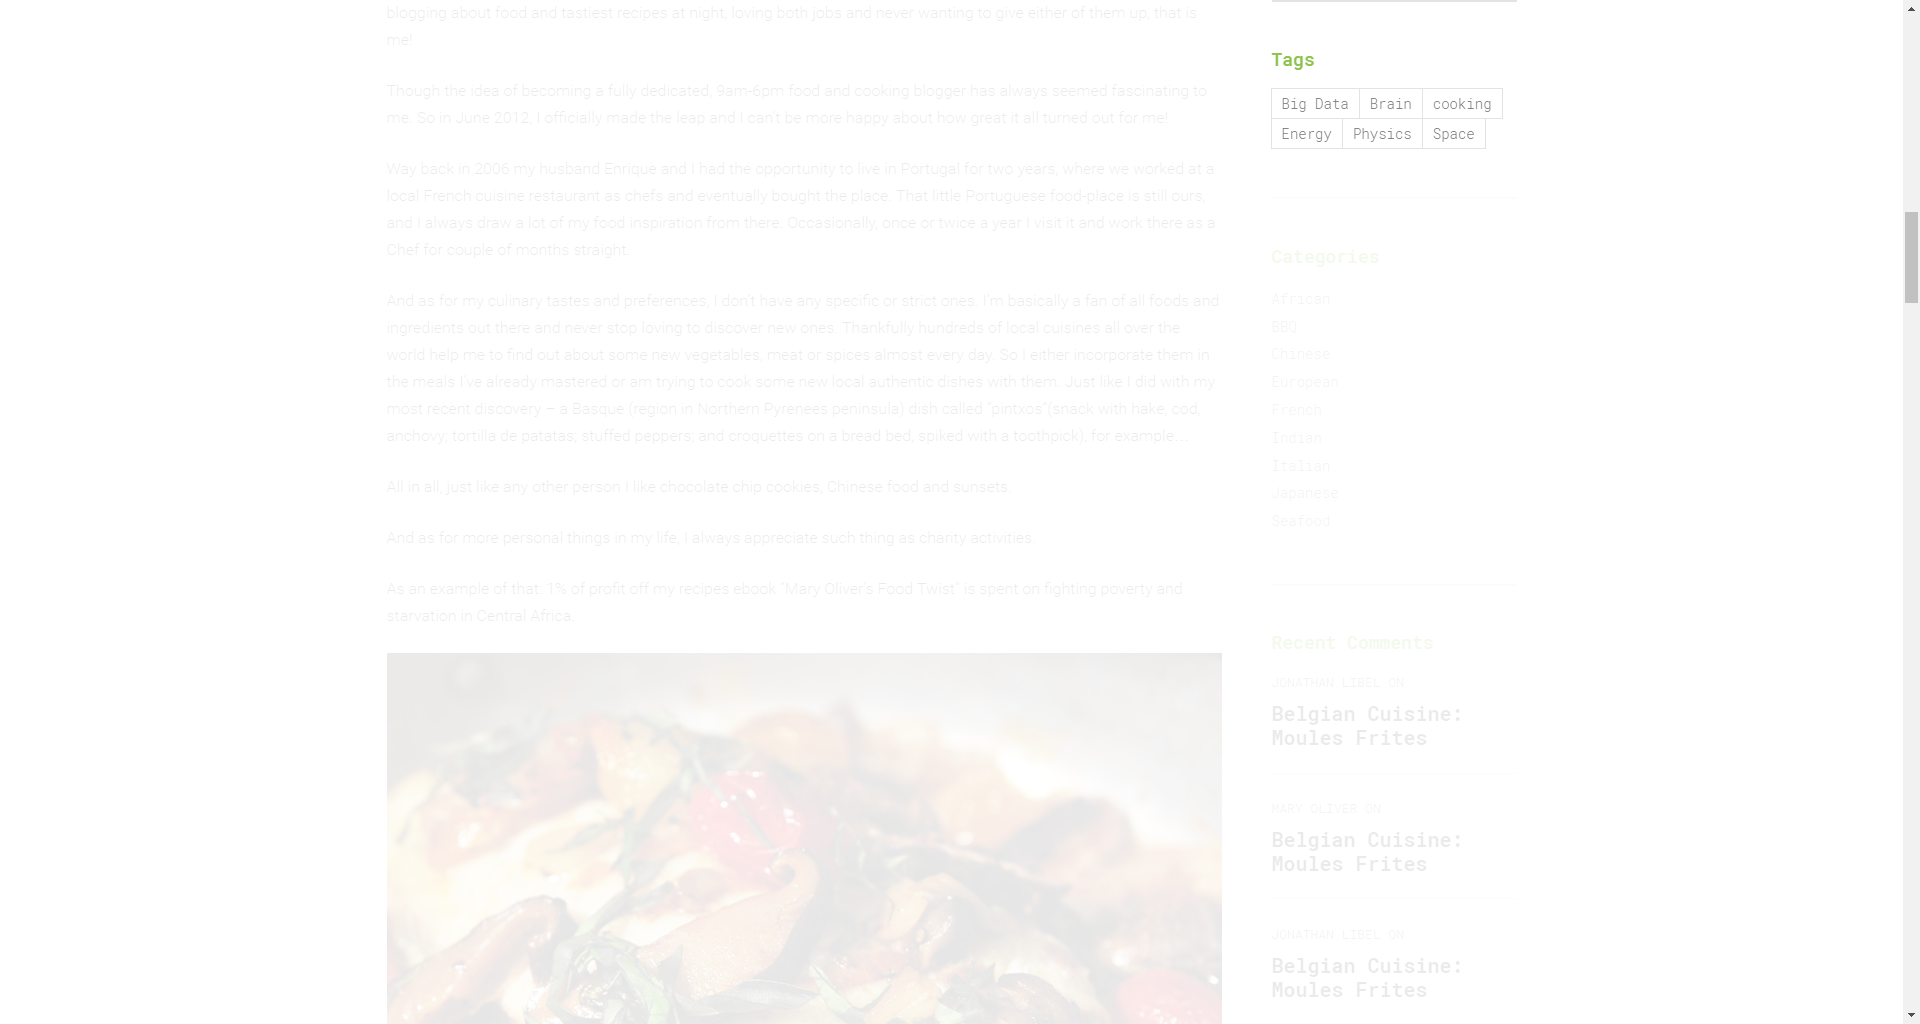 blogging about food and tastiest recipes at night, loving both jobs and never wanting to give either of them up, that is
me!
Though the idea of becoming a fully dedicated, 9am-6pm food and cooking blogger has always seemed fascinating to
me. So in June 2012, I officially made the leap and I can't be more happy about how great it all turned out for me!
Way back in 2006 my husband Enrique and I had the opportunity to live in Portugal for two years, where we worked at a
local French cuisine restaurant as chefs and eventually bought the place. That little Portuguese food-place is still ours,
and I always draw a lot of my food inspiration from there. Occasionally, once or twice a year I visit it and work there as a
Chef for couple of months straight.
And as for my culinary tastes and preferences, I don't have any specific or strict ones. I'm basically a fan of all foods and
ingredients out there and never stop loving to discover new ones. Thankfully hundreds of local cuisines all over the
world help me to find out about some new vegetables, meat or spices almost every day. So I either incorporate them in
the meals I've already mastered or am trying to cook some new local authentic dishes with them. Just like I did with my
most recent discovery – a Basque (region in Northern Pyrenees peninsula) dish called "pintxos"(snack with hake, cod,
anchovy; tortilla de patatas; stuffed peppers; and croquettes on a bread bed, spiked with a toothpick), for example…
All in all, just like any other person I like chocolate chip cookies, Chinese food and sunsets
And as for more personal things in my life, I always appreciate such thing as charity activities.
As an example of that: 1% of profit off my recipes ebook "Mary Oliver's Food Twist" is spent on fighting poverty and
starvation in Central Africa.
Tags
Big Data Brain cooking
Energy Physics Space
Categories
African
BBQ
Chinese
European
French
Indian
Italian
Japanese
Seafood
Recent Comments
JONATHAN LIBEL ON
Belgian Cuisine:
Moules Frites
MARY OLIVER ON
Belgian Cuisine:
Moules Frites
JONATHAN LIBEL ON
Belgian Cuisine:
Moules Frites